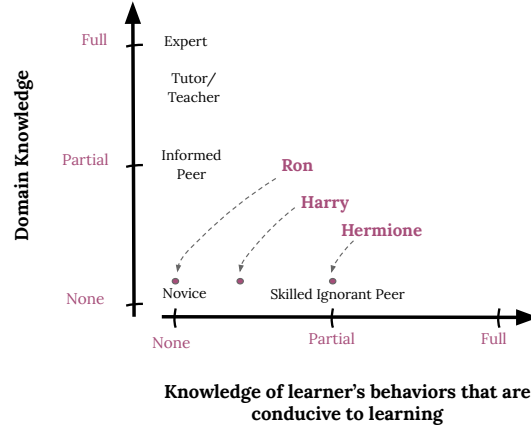 Full
Expert
Tutor/
Teacher
Domain Knowledge
Partial
Informed
Peer
Ron
Harry
Hermione
None
Novice
Skilled Ignorant Peer
None
Partial
Full
Knowledge of learner's behaviors that are
conducive to learning